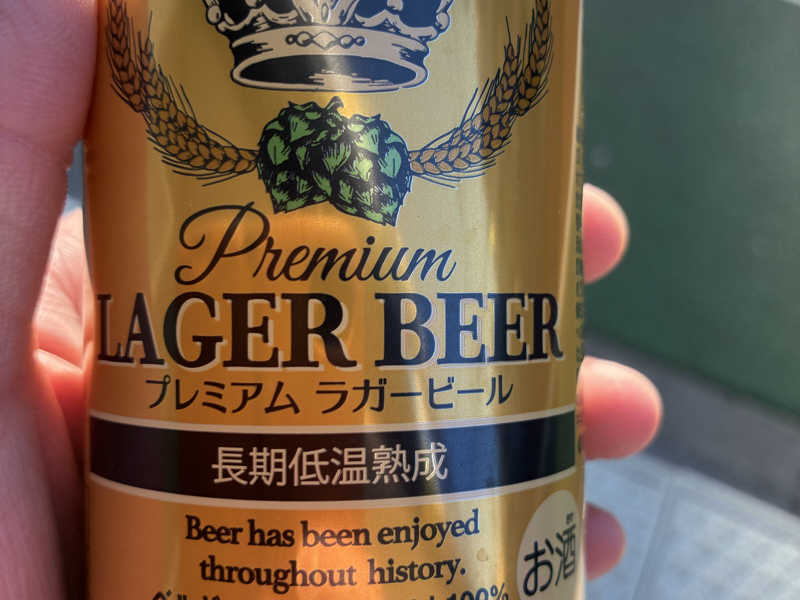 Premium
LAGER BEER
プレミアム ラガービール
長期低温熟成
Beer has been enjoyed
throughout history.
100%
お酒